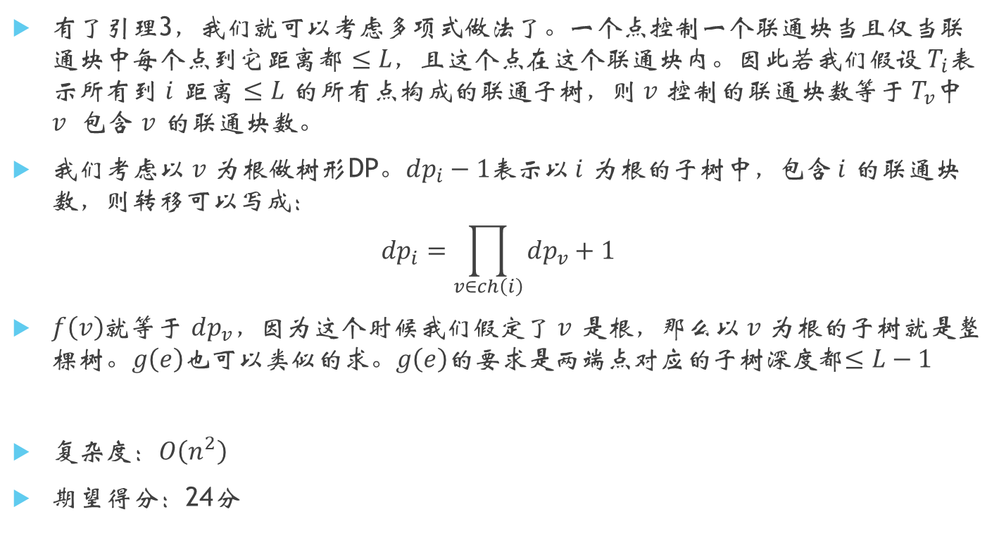 有了引理3，我们就可以考虑多项式做法了。一个点控制一个联通块当且仅当联
通块中每个点到它距离都 ≤ L，且这个点在这个联通块内。因此若我们假设 T_i表
示所有到 i 距离 ≤ L 的所有点构成的联通子树，则 v 控制的联通块数等于 T_v中
v 包含 v 的联通块数。
我们考虑以 v 为根做树形DP。dp_i − 1表示以 i 为根的子树中，包含 i 的联通块
数，则转移可以写成：
dp_i = ∏_{v∈ch(i)} dp_v + 1
f(v)就等于 dp_v，因为这个时候我们假定了 v 是根，那么以 v 为根的子树就是整
棵树。g(e)也可以类似的求。g(e)的要求是两端点对应的子树深度都≤ L − 1
复杂度：O(n²)
期望得分：24分